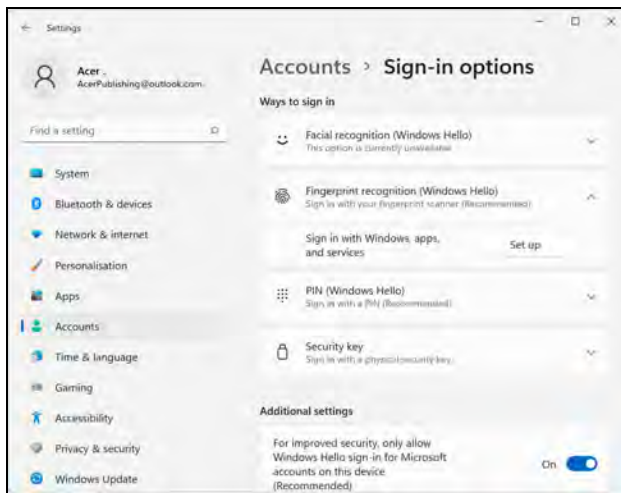 Settings
Acer .
AcerPublishing@outlook.com
Find a setting
System
Bluetooth & devices
Network & internet
Personalisation
Apps
Accounts
Time & language
Gaming
Accessibility
Privacy & security
Windows Update
Accounts > Sign-in options
Ways to sign in
Facial recognition (Windows Hello)
This option is currently unavailable
Fingerprint recognition (Windows Hello)
Sign in with your fingerprint scanner (Recommended)
Sign in with Windows, apps,
and services
Set up
PIN (Windows Hello)
Sign in with a PIN (Recommended)
Security key
Sign in with a physical security key
Additional settings
For improved security, only allow
Windows Hello sign-in for Microsoft
accounts on this device
(Recommended)
On